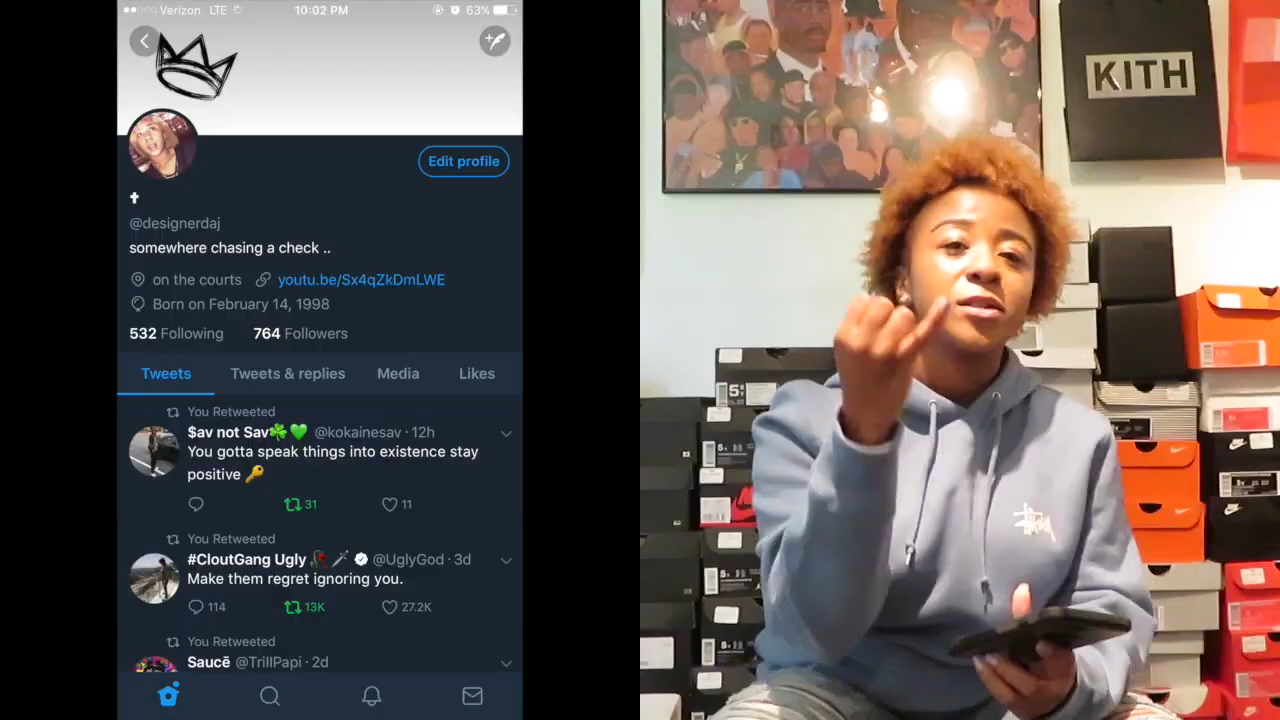 Verizon LTE 10:02 PM 63%
Edit profile
@designerdaj
somewhere chasing a check ..
on the courts youtu.be/Sx4qZkDmLWE
Born on February 14, 1998
532 Following 764 Followers
Tweets Tweets & replies Media Likes
You Retweeted
$av not Sav☘️💚 @kokainesav · 12h
You gotta speak things into existence stay
positive 🔑
31 11
You Retweeted
#CloutGang Ugly 🥀🗡 @UglyGod · 3d
Make them regret ignoring you.
114 13K 27.2K
You Retweeted
Saucē @TrillPapi · 2d
KITH